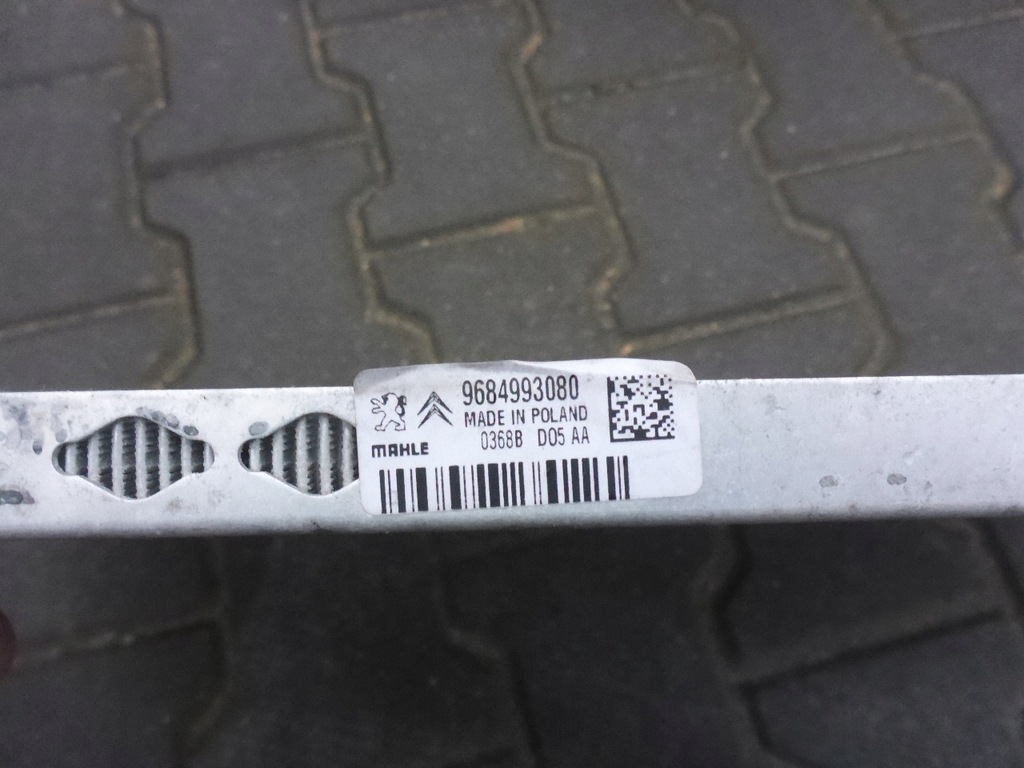 9684993080
MADE IN POLAND
0368B D05 AA
MAHLE